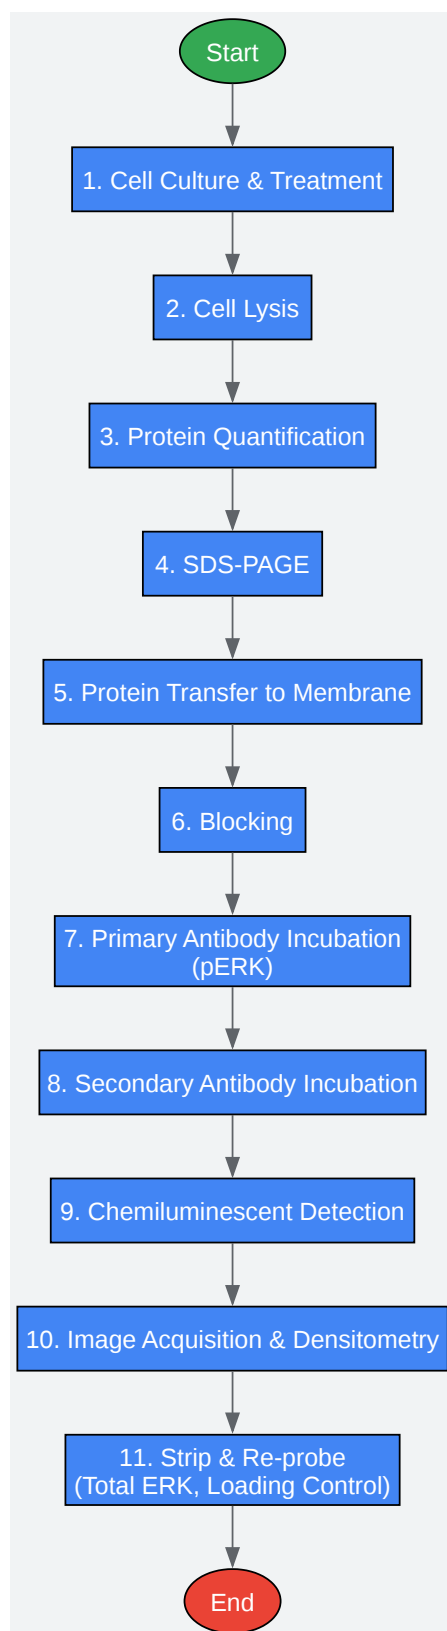 Start
1. Cell Culture & Treatment
2. Cell Lysis
3. Protein Quantification
4. SDS-PAGE
5. Protein Transfer to Membrane
6. Blocking
7. Primary Antibody Incubation
(pERK)
8. Secondary Antibody Incubation
9. Chemiluminescent Detection
10. Image Acquisition & Densitometry
11. Strip & Re-probe
(Total ERK, Loading Control)
End